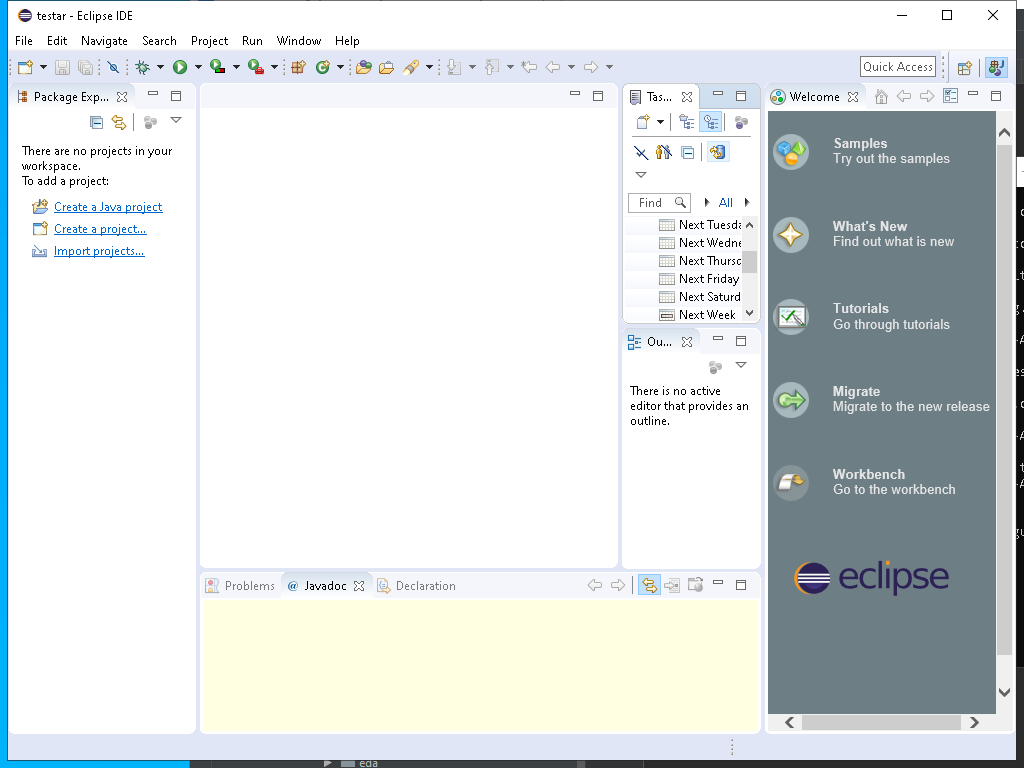 testar - Eclipse IDE
File Edit Navigate Search Project Run Window Help
Quick Access
Package Exp...
There are no projects in your
workspace.
To add a project:
Create a Java project
Create a project...
Import projects...
Tas...
Find
All
Next Tuesda
Next Wedne
Next Thursd
Next Friday
Next Saturd
Next Week
Ou...
There is no active
editor that provides an
outline.
Welcome
Samples
Try out the samples
What's New
Find out what is new
Tutorials
Go through tutorials
Migrate
Migrate to the new release
Workbench
Go to the workbench
eclipse
Problems @ Javadoc Declaration
eda